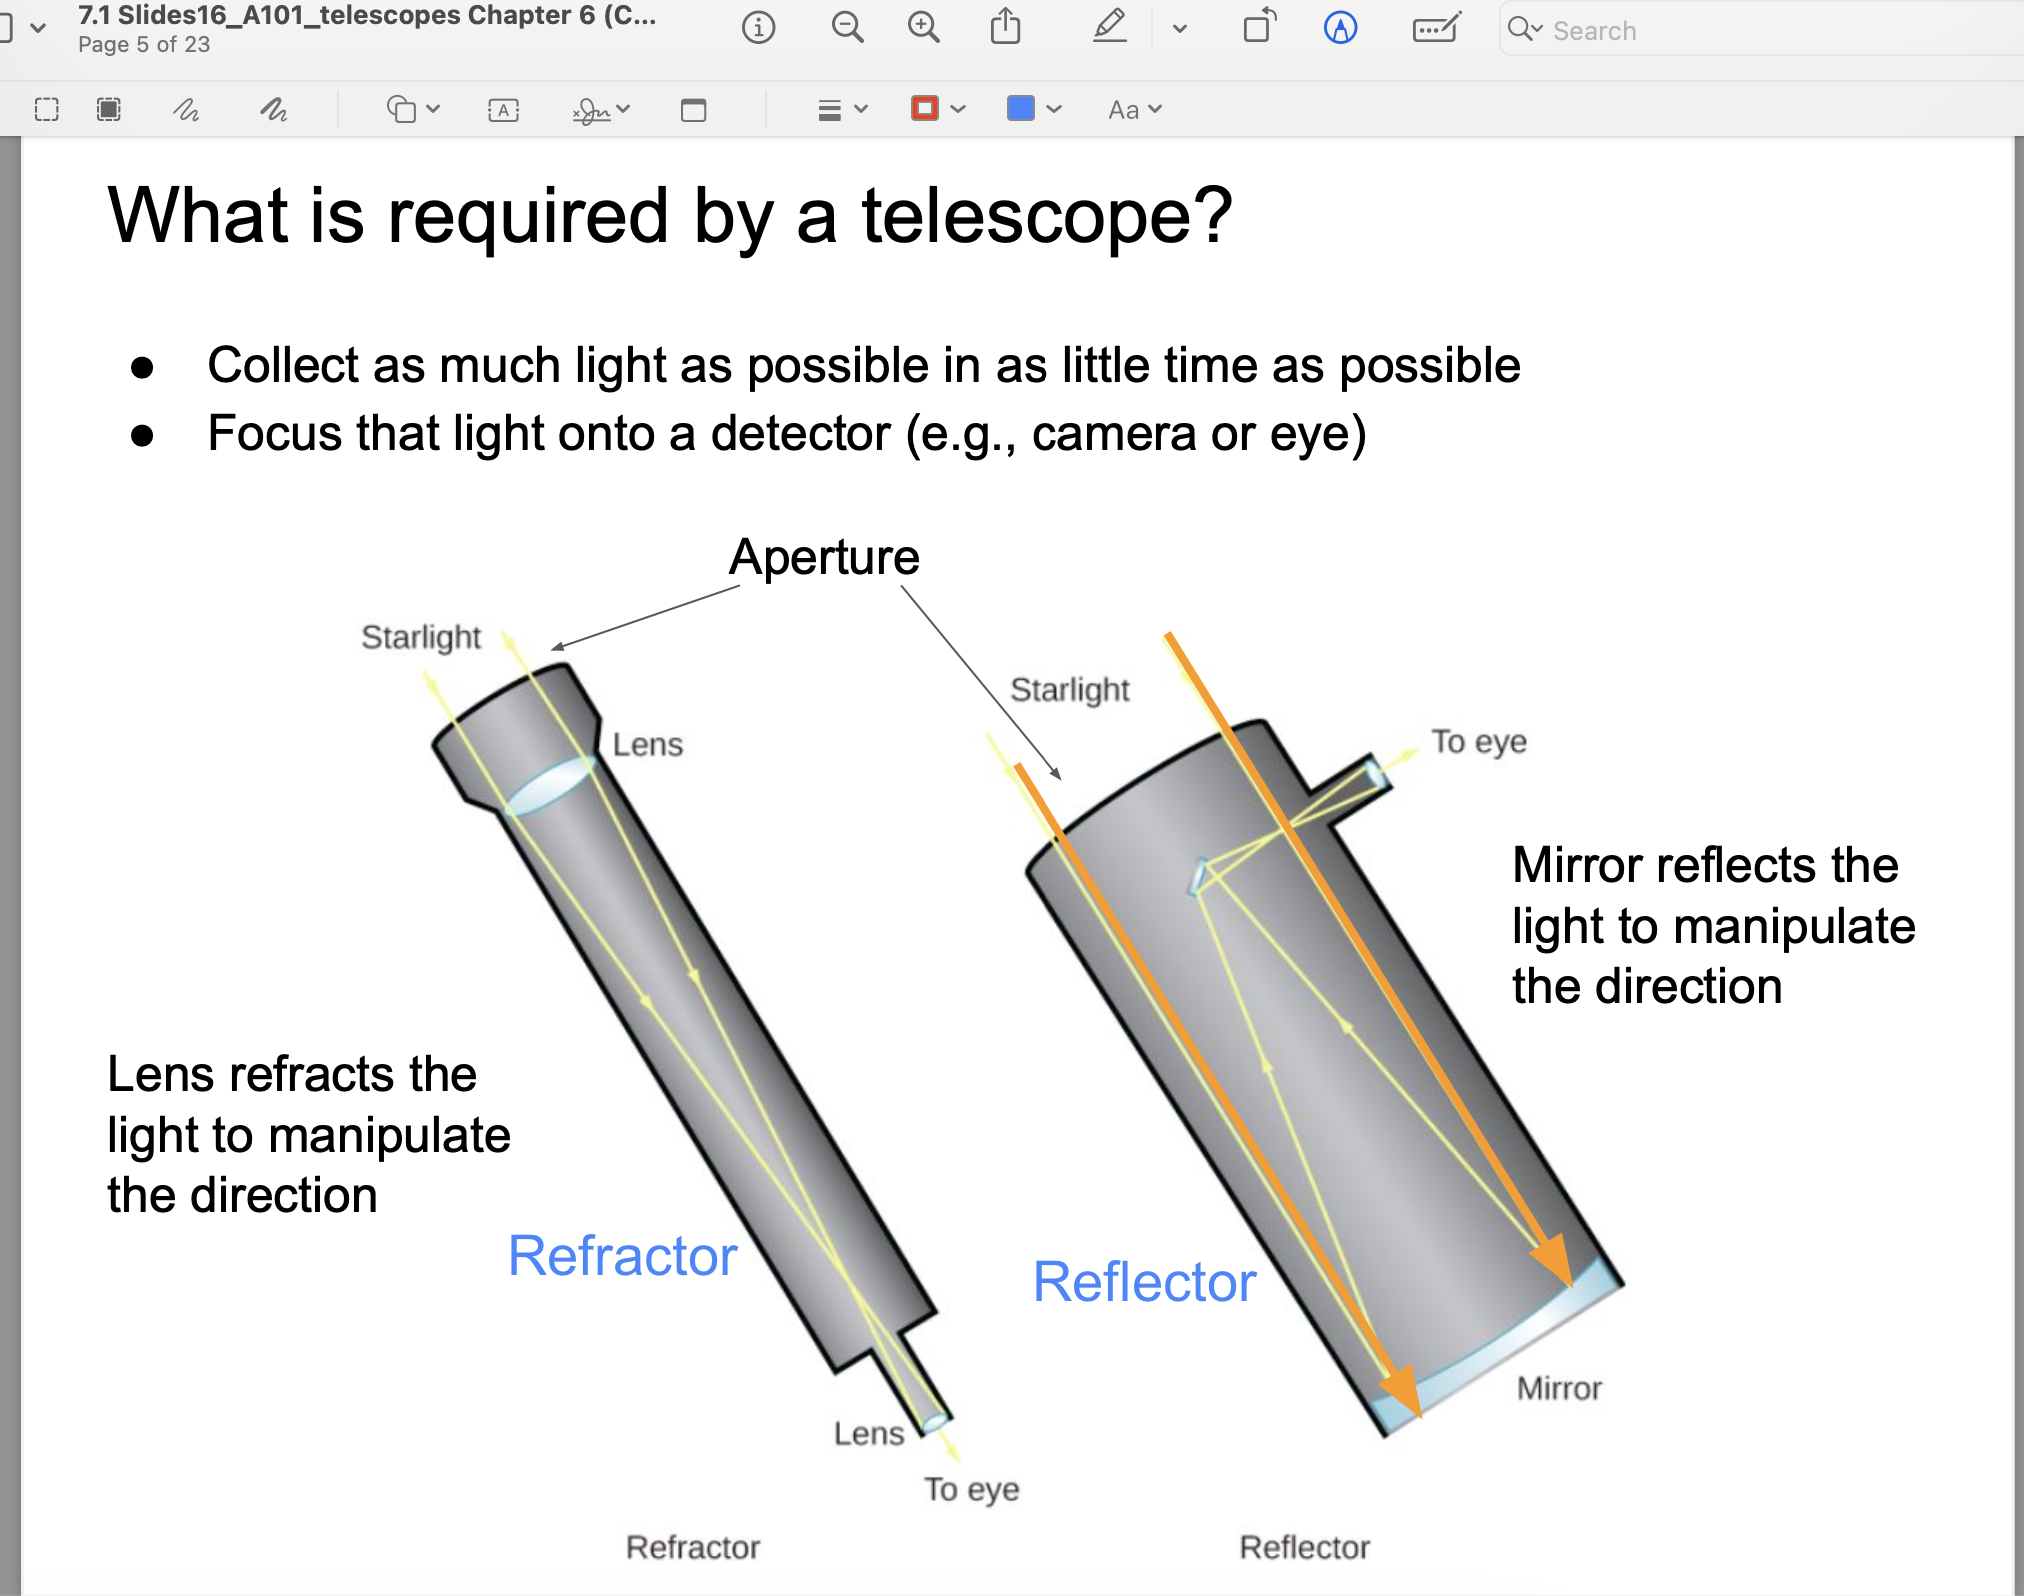 7.1 Slides16_A101_telescopes Chapter 6 (C...
Page 5 of 23
Search
A
Aa
What is required by a telescope?
● Collect as much light as possible in as little time as possible
● Focus that light onto a detector (e.g., camera or eye)
Aperture
Starlight
Lens
Starlight
To eye
Mirror reflects the
light to manipulate
the direction
Lens refracts the
light to manipulate
the direction
Refractor
Reflector
Mirror
Lens
To eye
Refractor
Reflector